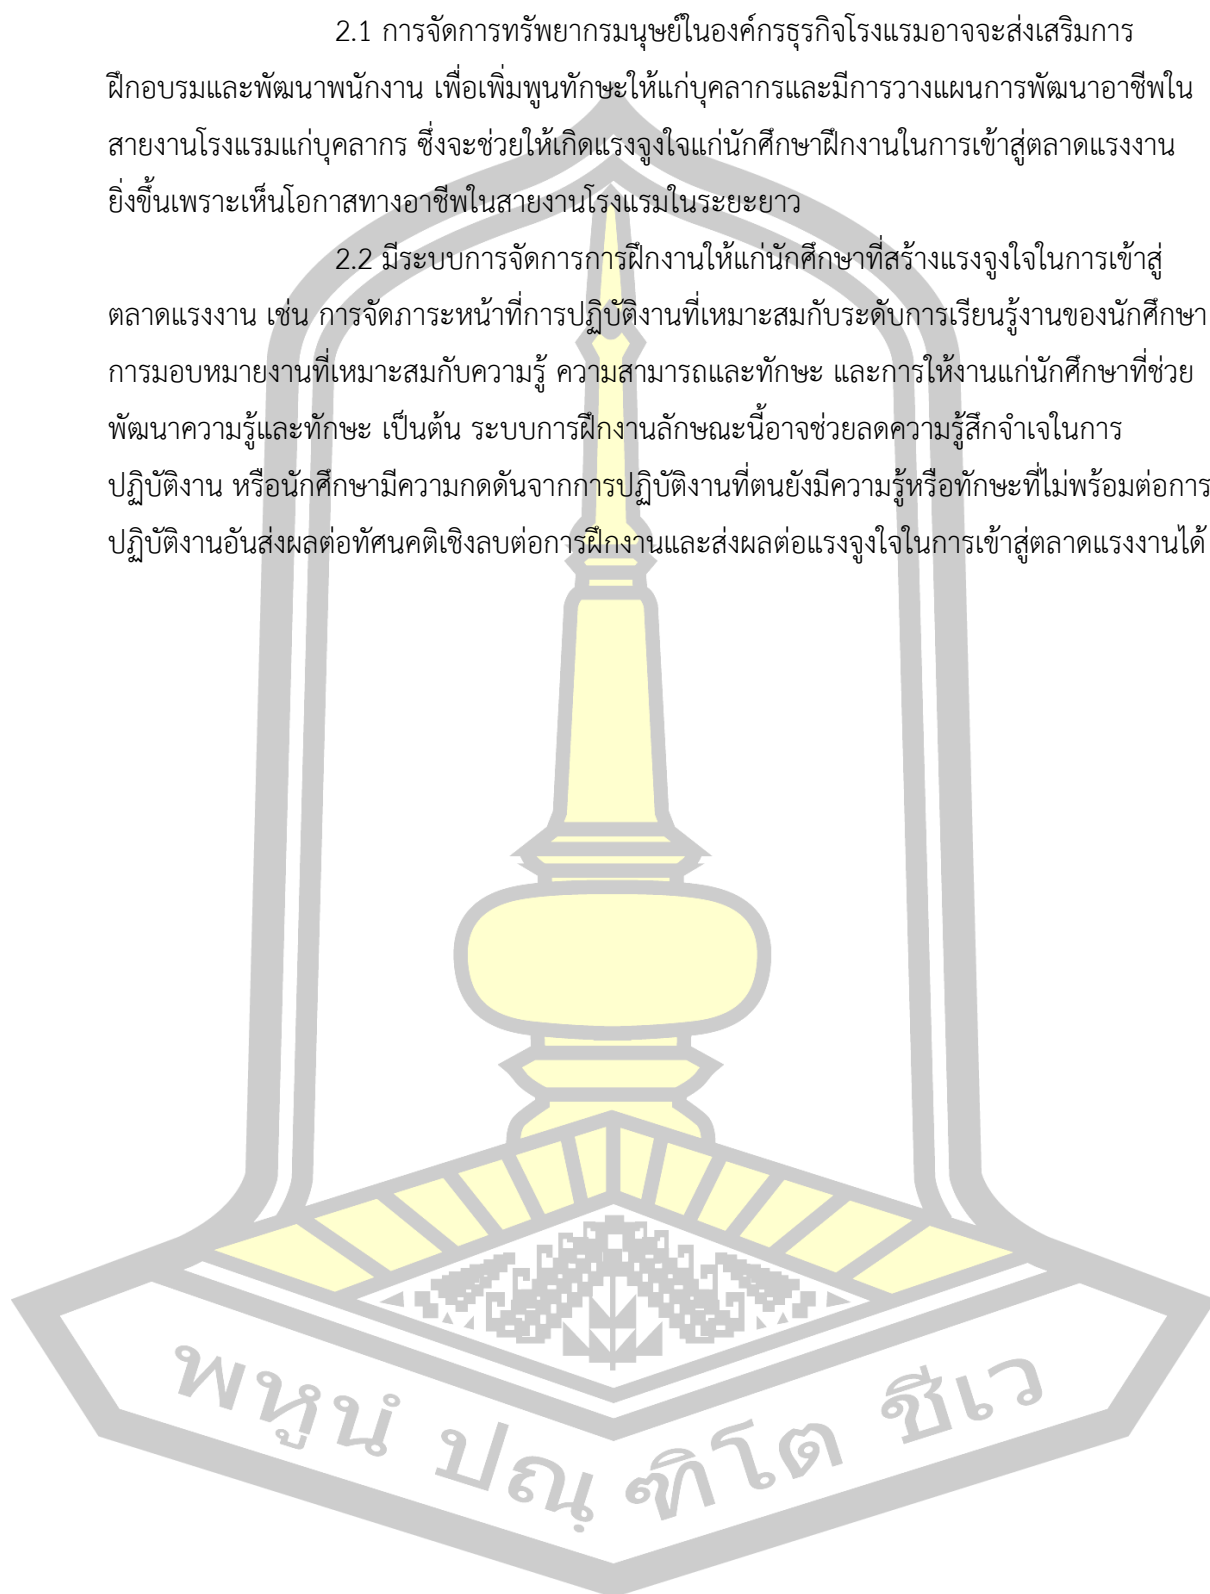 2.1 การจัดการทรัพยากรมนุษย์ในองค์กรธุรกิจโรงแรมอาจจะส่งเสริมการ
ฝึกอบรมและพัฒนาพนักงาน เพื่อเพิ่มพูนทักษะให้แก่บุคลากรและมีการวางแผนการพัฒนาอาชีพใน
สายงานโรงแรมแก่บุคลากร ซึ่งจะช่วยให้เกิดแรงจูงใจแก่นักศึกษาฝึกงานในการเข้าสู่ตลาดแรงงาน
ยิ่งขึ้นเพราะเห็นโอกาสทางอาชีพในสายงานโรงแรมในระยะยาว
2.2 มีระบบการจัดการการฝึกงานให้แก่นักศึกษาที่สร้างแรงจูงใจในการเข้าสู่
ตลาดแรงงาน เช่น การจัดภาระหน้าที่การปฏิบัติงานที่เหมาะสมกับระดับการเรียนรู้งานของนักศึกษา
การมอบหมายงานที่เหมาะสมกับความรู้ ความสามารถและทักษะ และการให้งานแก่นักศึกษาที่ช่วย
พัฒนาความรู้และทักษะ เป็นต้น ระบบการฝึกงานลักษณะนี้อาจช่วยลดความรู้สึกจำเจในการ
ปฏิบัติงาน หรือนักศึกษามีความกดดันจากการปฏิบัติงานที่ตนยังมีความรู้หรือทักษะที่ไม่พร้อมต่อการ
ปฏิบัติงานอันส่งผลต่อทัศนคติเชิงลบต่อการฝึกงานและส่งผลต่อแรงจูงใจในการเข้าสู่ตลาดแรงงานได้
พหูนํ ปณฺ ฑิโต ชีเว